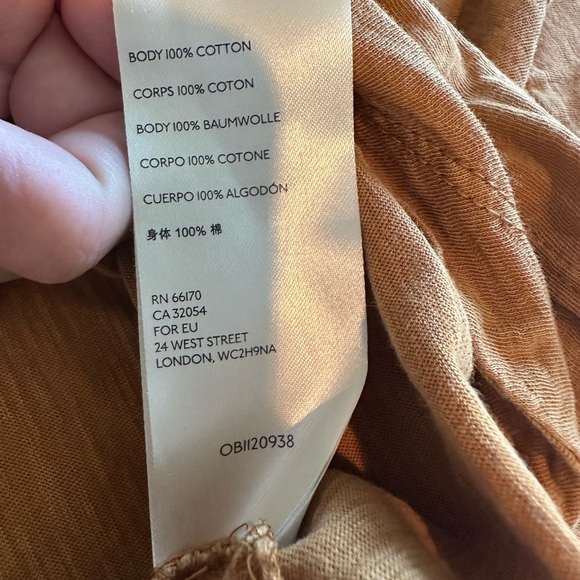 BODY 100% COTTON
CORPS 100% COTON
BODY 100% BAUMWOLLE
CORPO 100% COTONE
CUERPO 100% ALGODÓN
身体 100% 棉
RN 66170
CA 32054
FOR EU
24 WEST STREET
LONDON, WC2H9NA
OB1120938